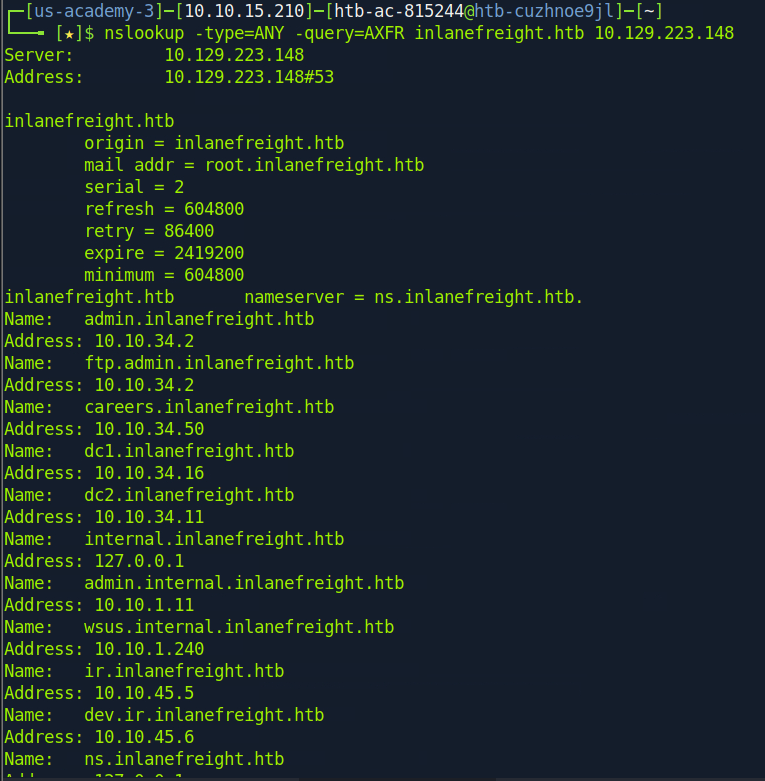 [us-academy-3]─[10.10.15.210]─[htb-ac-815244@htb-cuzhnoe9jl]─[~]
[★]$ nslookup -type=ANY -query=AXFR inlanefreight.htb 10.129.223.148
Server:         10.129.223.148
Address:        10.129.223.148#53
inlanefreight.htb
        origin = inlanefreight.htb
        mail addr = root.inlanefreight.htb
        serial = 2
        refresh = 604800
        retry = 86400
        expire = 2419200
        minimum = 604800
inlanefreight.htb       nameserver = ns.inlanefreight.htb.
Name:   admin.inlanefreight.htb
Address: 10.10.34.2
Name:   ftp.admin.inlanefreight.htb
Address: 10.10.34.2
Name:   careers.inlanefreight.htb
Address: 10.10.34.50
Name:   dc1.inlanefreight.htb
Address: 10.10.34.16
Name:   dc2.inlanefreight.htb
Address: 10.10.34.11
Name:   internal.inlanefreight.htb
Address: 127.0.0.1
Name:   admin.internal.inlanefreight.htb
Address: 10.10.1.11
Name:   wsus.internal.inlanefreight.htb
Address: 10.10.1.240
Name:   ir.inlanefreight.htb
Address: 10.10.45.5
Name:   dev.ir.inlanefreight.htb
Address: 10.10.45.6
Name:   ns.inlanefreight.htb